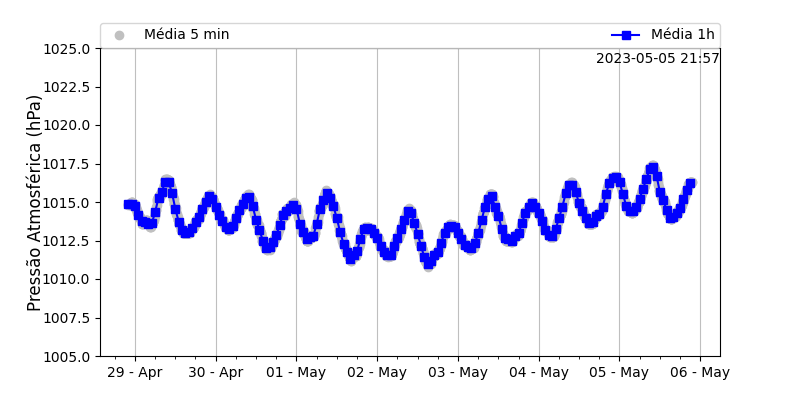 Média 5 min
Média 1h
2023-05-05 21:57
Pressão Atmosférica (hPa)
1025.0
1022.5
1020.0
1017.5
1015.0
1012.5
1010.0
1007.5
1005.0
29 - Apr
30 - Apr
01 - May
02 - May
03 - May
04 - May
05 - May
06 - May